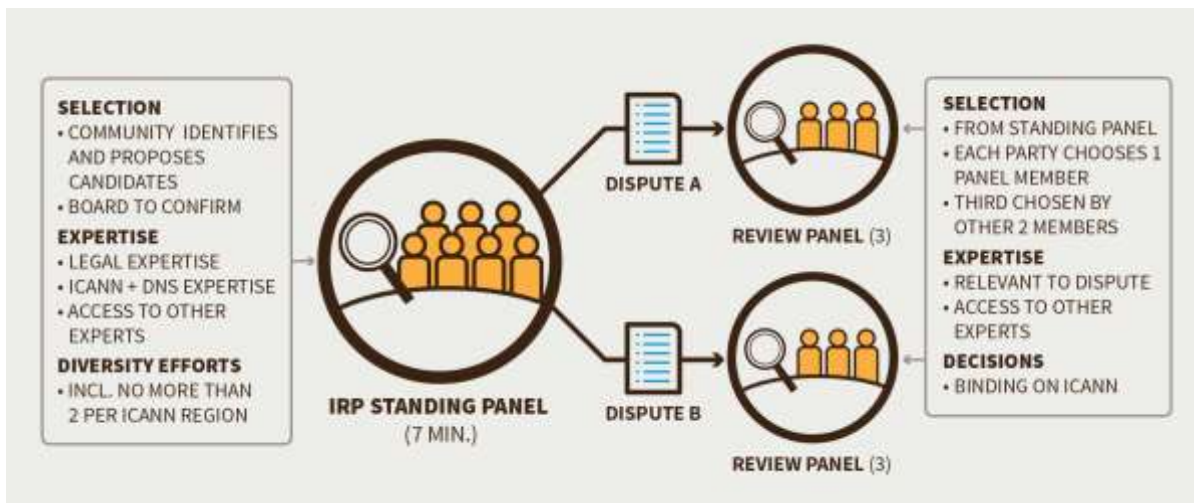 SELECTION
• COMMUNITY IDENTIFIES
AND PROPOSES
CANDIDATES
• BOARD TO CONFIRM
EXPERTISE
• LEGAL EXPERTISE
• ICANN + DNS EXPERTISE
• ACCESS TO OTHER
EXPERTS
DIVERSITY EFFORTS
• INCL. NO MORE THAN
2 PER ICANN REGION
IRP STANDING PANEL
(7 MIN.)
DISPUTE A
REVIEW PANEL (3)
DISPUTE B
REVIEW PANEL (3)
SELECTION
• FROM STANDING PANEL
• EACH PARTY CHOOSES 1
PANEL MEMBER
• THIRD CHOSEN BY
OTHER 2 MEMBERS
EXPERTISE
• RELEVANT TO DISPUTE
• ACCESS TO OTHER
EXPERTS
DECISIONS
• BINDING ON ICANN